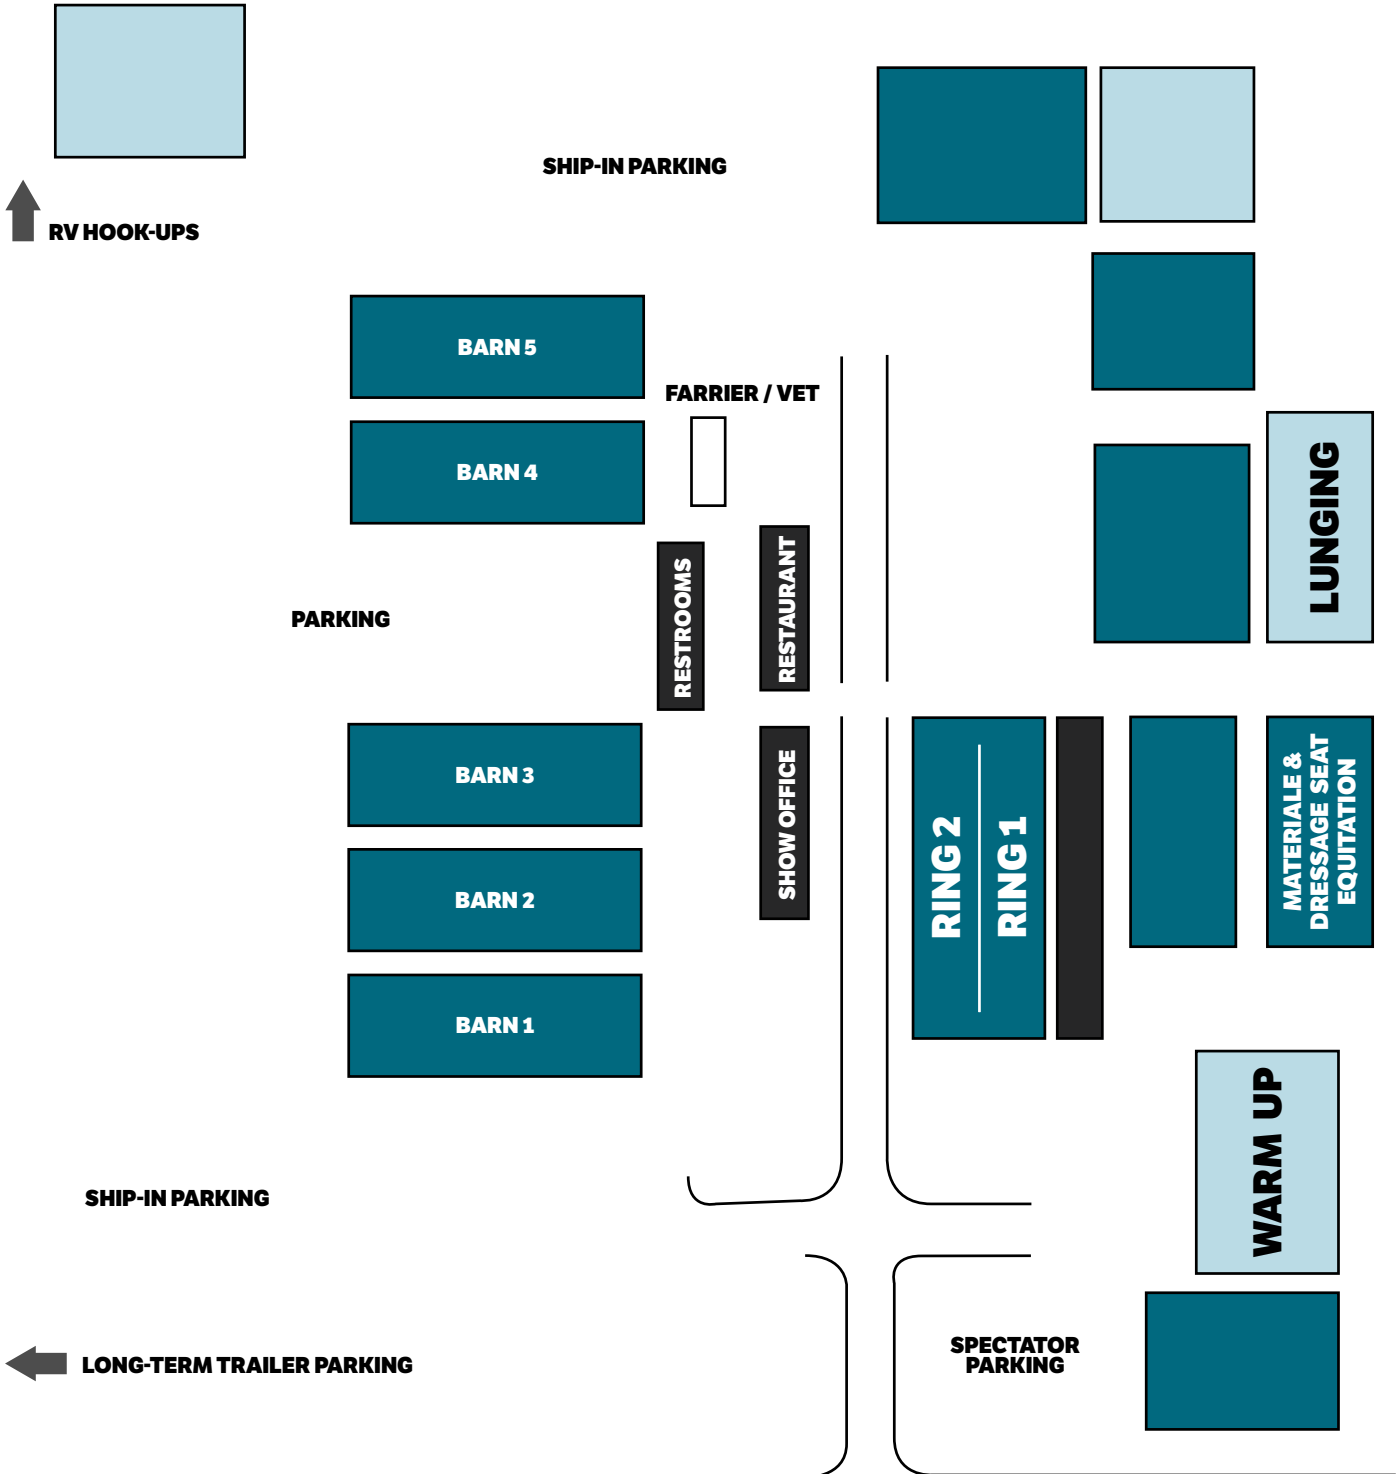 SHIP-IN PARKING
RV HOOK-UPS
BARN 5
FARRIER / VET
BARN 4
LUNGING
RESTROOMS
RESTAURANT
PARKING
BARN 3
BARN 2
BARN 1
SHOW OFFICE
RING 2
RING 1
MATERIALE &
DRESSAGE SEAT
EQUITATION
WARM UP
SHIP-IN PARKING
LONG-TERM TRAILER PARKING
SPECTATOR
PARKING